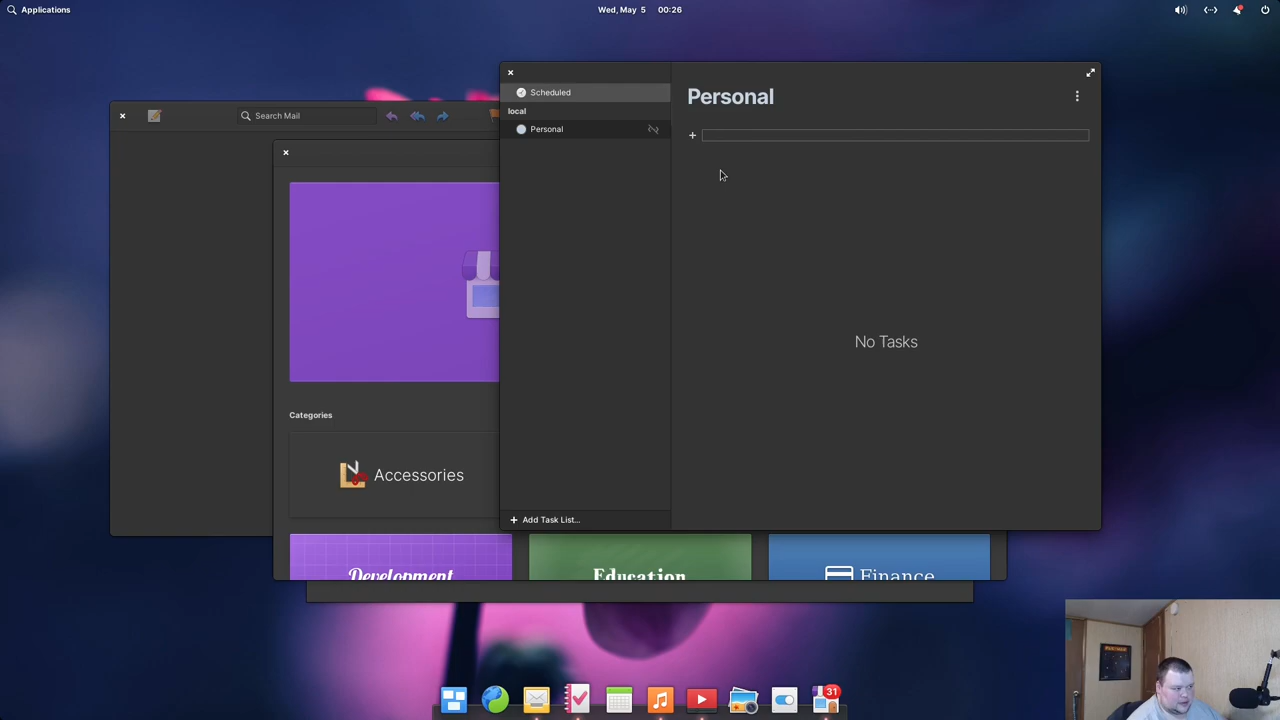 Applications
Wed, May 5 00:26
Scheduled
local
Personal
Add Task List...
Personal
No Tasks
Search Mail
Categories
Accessories
Development
Education
Finance
31